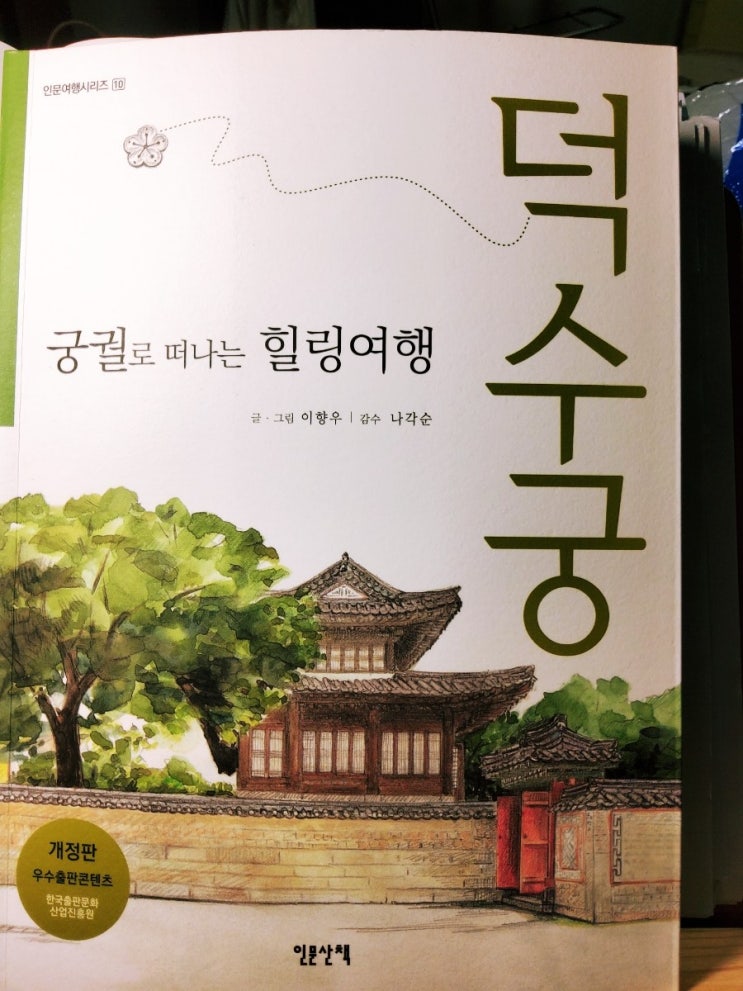 인문여행시리즈 10
덕수궁
궁궐로 떠나는 힐링여행
글·그림 이향우 | 감수 나각순
개정판
우수출판콘텐츠
한국출판문화
산업진흥원
인문산책